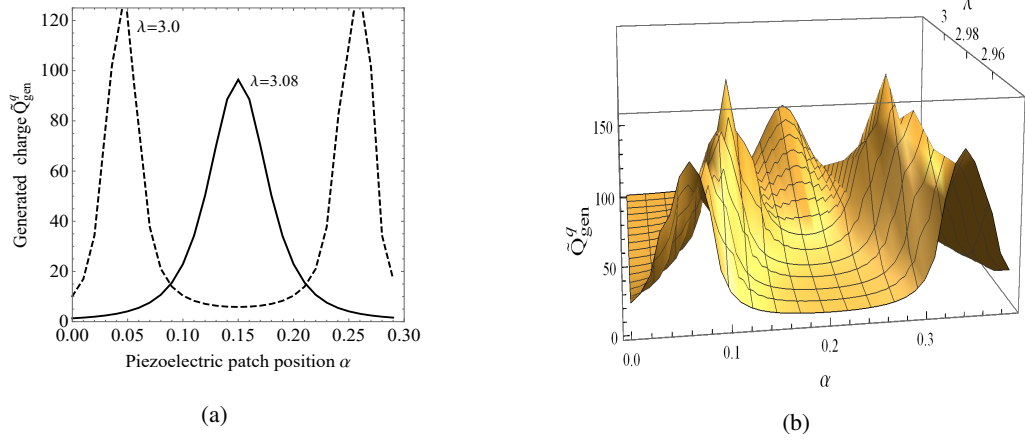 120
100
80
60
40
20
0
Generated charge Q̃^q_gen
λ=3.0
λ=3.08
0.00 0.05 0.10 0.15 0.20 0.25 0.30
Piezoelectric patch position α
(a)
λ
3
2.98
2.96
150
100
50
0
Q̃^q_gen
0.0 0.1 0.2 0.3
α
(b)